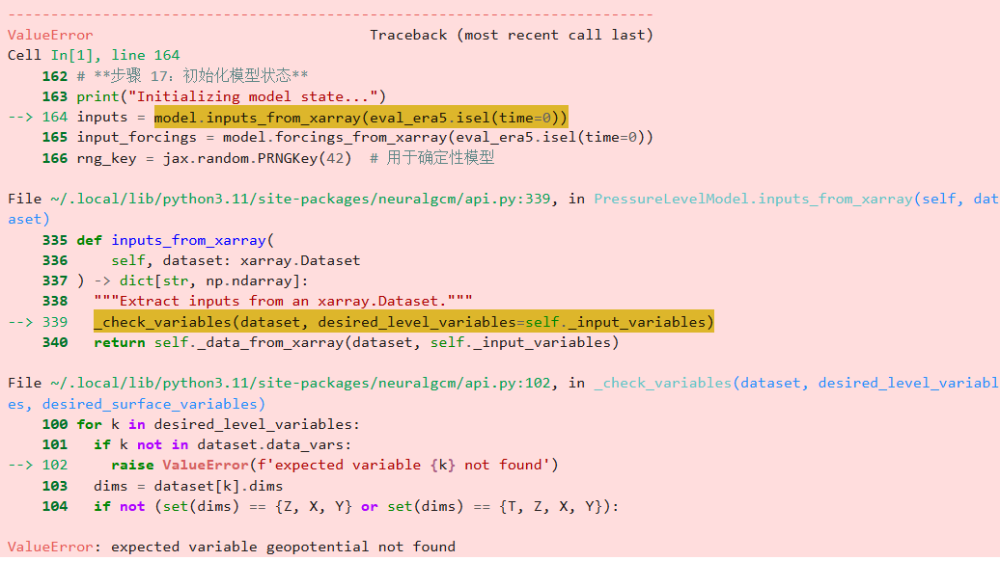 ---------------------------------------------------------------------------
ValueError                                Traceback (most recent call last)
Cell In[1], line 164
    162 # **步骤 17：初始化模型状态**
    163 print("Initializing model state...")
--> 164 inputs = model.inputs_from_xarray(eval_era5.isel(time=0))
    165 input_forcings = model.forcings_from_xarray(eval_era5.isel(time=0))
    166 rng_key = jax.random.PRNGKey(42)  # 用于确定性模型
File ~/.local/lib/python3.11/site-packages/neuralgcm/api.py:339, in PressureLevelModel.inputs_from_xarray(self, dat
aset)
    335 def inputs_from_xarray(
    336     self, dataset: xarray.Dataset
    337 ) -> dict[str, np.ndarray]:
    338   """Extract inputs from an xarray.Dataset."""
--> 339   _check_variables(dataset, desired_level_variables=self._input_variables)
    340   return self._data_from_xarray(dataset, self._input_variables)
File ~/.local/lib/python3.11/site-packages/neuralgcm/api.py:102, in _check_variables(dataset, desired_level_variabl
es, desired_surface_variables)
    100 for k in desired_level_variables:
    101   if k not in dataset.data_vars:
--> 102     raise ValueError(f'expected variable {k} not found')
    103   dims = dataset[k].dims
    104   if not (set(dims) == {Z, X, Y} or set(dims) == {T, Z, X, Y}):
ValueError: expected variable geopotential not found